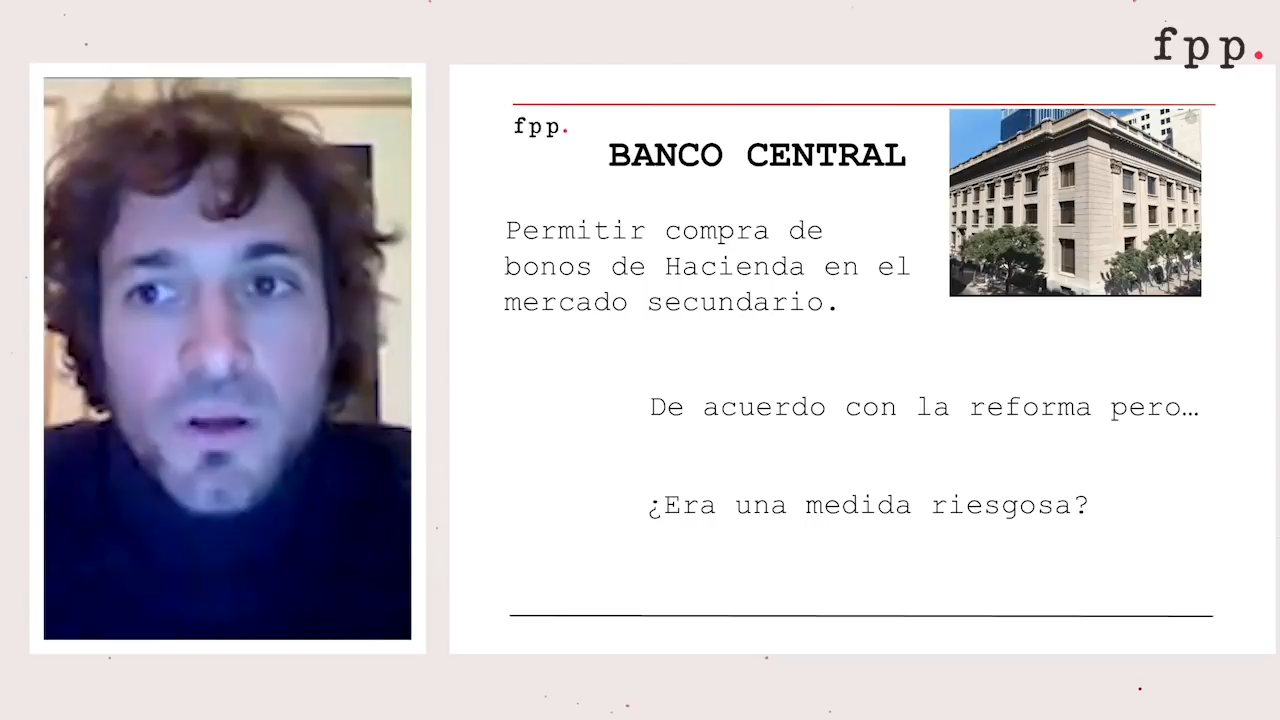 fpp.
fpp.
BANCO CENTRAL
Permitir compra de
bonos de Hacienda en el
mercado secundario.
De acuerdo con la reforma pero…
¿Era una medida riesgosa?